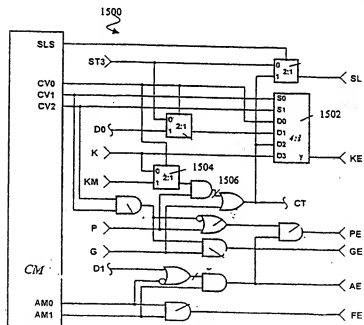 1500
SLS
ST3
0
1
2:1
SL
CV0
CV1
CV2
S0
S1
D0
D1
D2
D3
1502
4:1
y
KE
D0
0
1
2:1
K
KM
0
1
2:1
1504
1506
CT
P
G
PE
GE
D1
AE
CM
AM0
AM1
FE